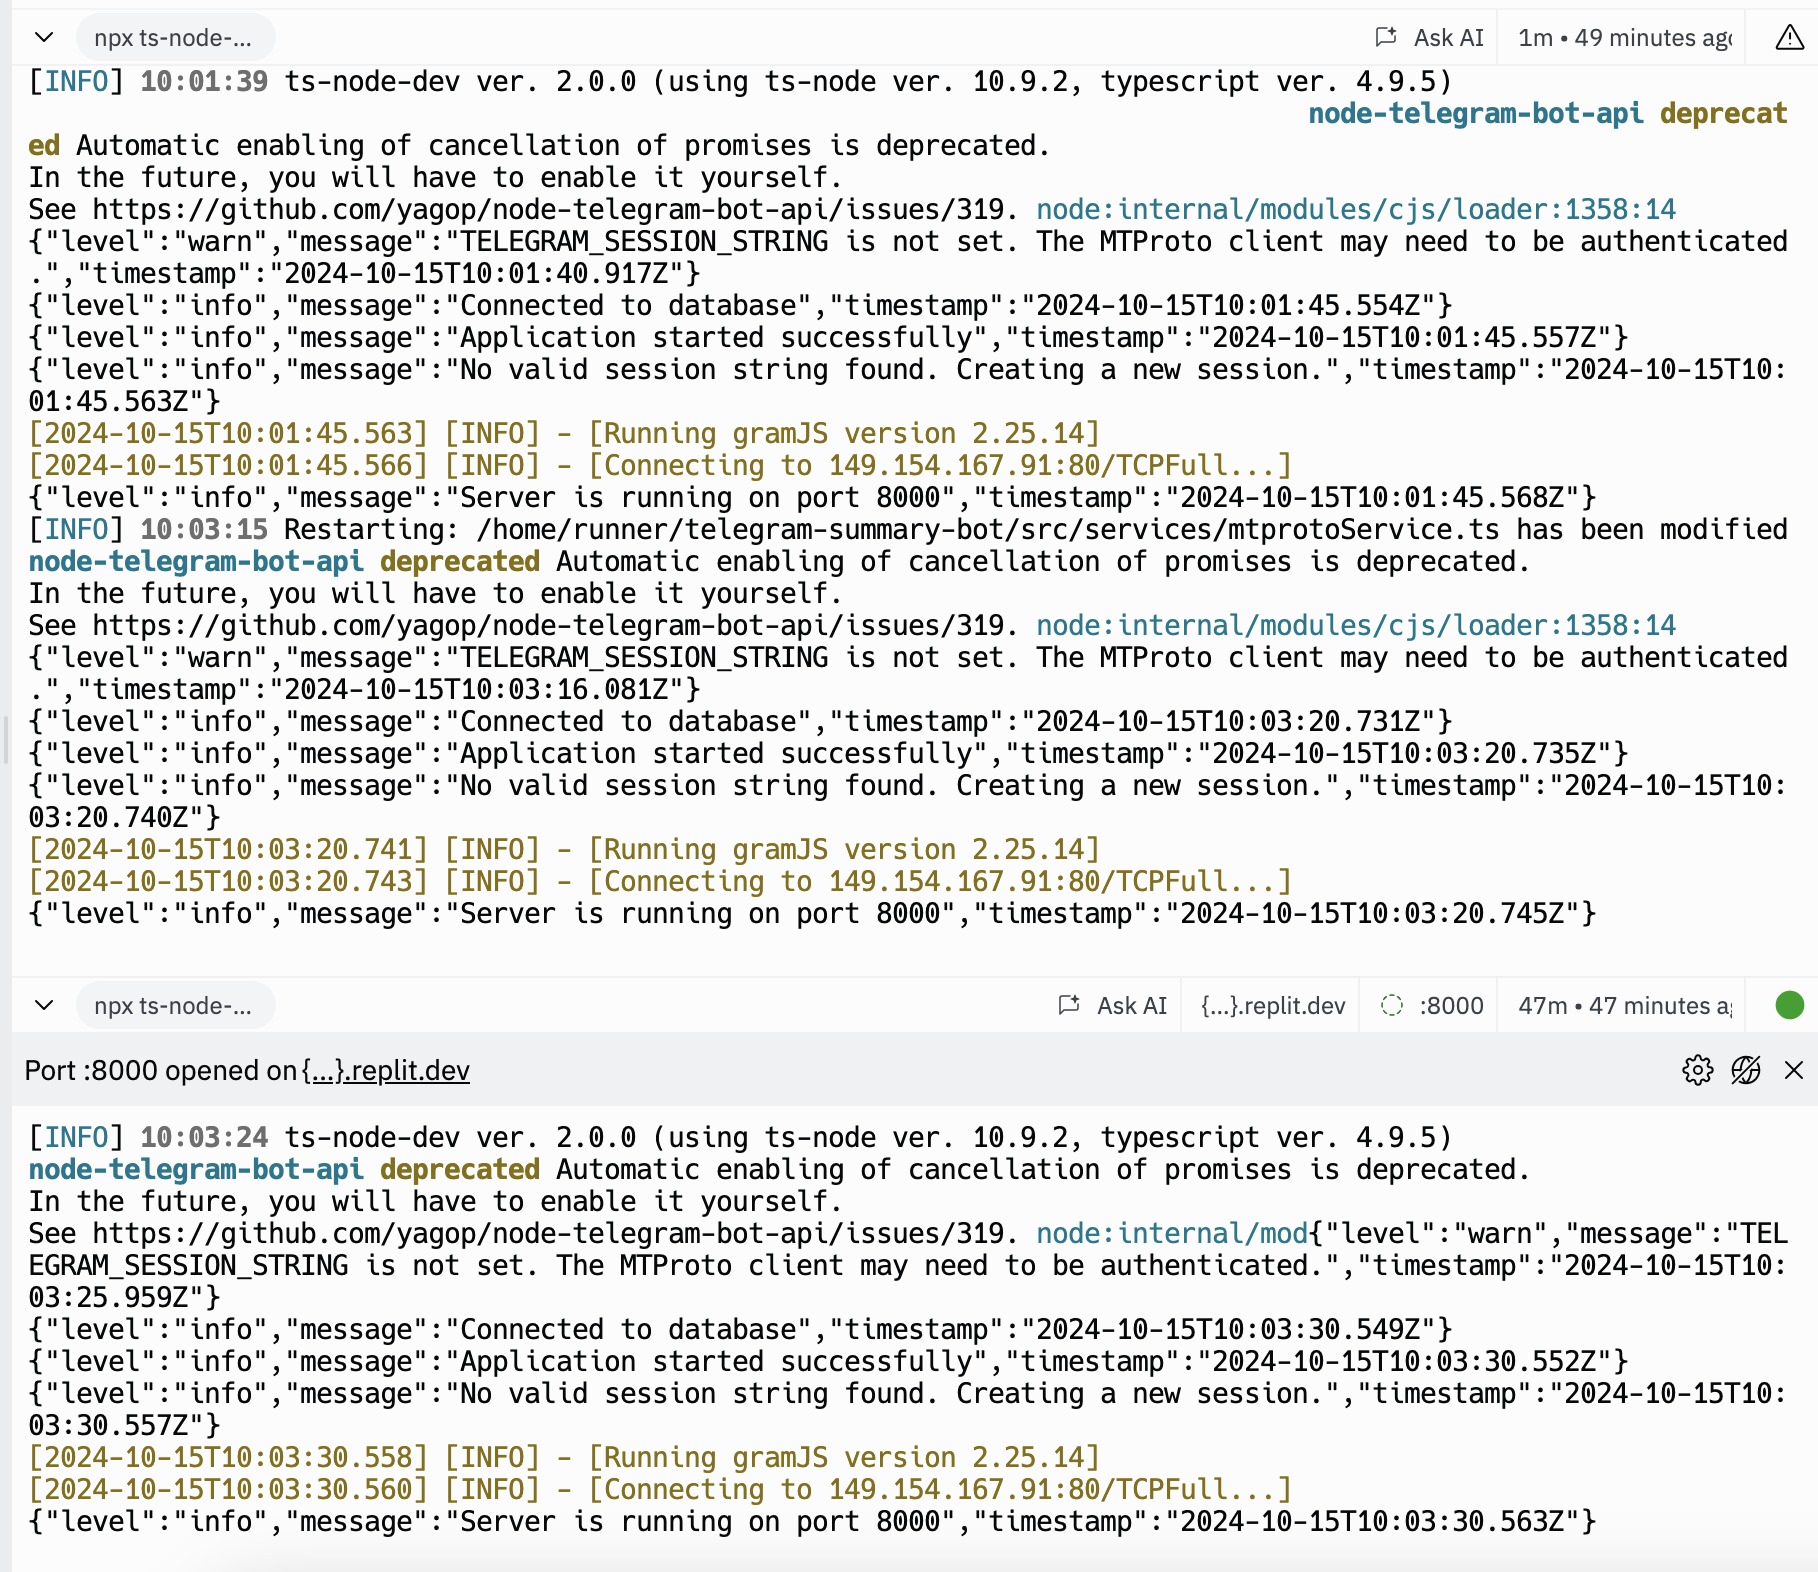 npx ts-node-... Ask AI 1m • 49 minutes ago
[INFO] 10:01:39 ts-node-dev ver. 2.0.0 (using ts-node ver. 10.9.2, typescript ver. 4.9.5)
node-telegram-bot-api deprecat
ed Automatic enabling of cancellation of promises is deprecated.
In the future, you will have to enable it yourself.
See https://github.com/yagop/node-telegram-bot-api/issues/319. node:internal/modules/cjs/loader:1358:14
{"level":"warn","message":"TELEGRAM_SESSION_STRING is not set. The MTProto client may need to be authenticated
.","timestamp":"2024-10-15T10:01:40.917Z"}
{"level":"info","message":"Connected to database","timestamp":"2024-10-15T10:01:45.554Z"}
{"level":"info","message":"Application started successfully","timestamp":"2024-10-15T10:01:45.557Z"}
{"level":"info","message":"No valid session string found. Creating a new session.","timestamp":"2024-10-15T10:
01:45.563Z"}
[2024-10-15T10:01:45.563] [INFO] - [Running gramJS version 2.25.14]
[2024-10-15T10:01:45.566] [INFO] - [Connecting to 149.154.167.91:80/TCPFull...]
{"level":"info","message":"Server is running on port 8000","timestamp":"2024-10-15T10:01:45.568Z"}
[INFO] 10:03:15 Restarting: /home/runner/telegram-summary-bot/src/services/mtprotoService.ts has been modified
node-telegram-bot-api deprecated Automatic enabling of cancellation of promises is deprecated.
In the future, you will have to enable it yourself.
See https://github.com/yagop/node-telegram-bot-api/issues/319. node:internal/modules/cjs/loader:1358:14
{"level":"warn","message":"TELEGRAM_SESSION_STRING is not set. The MTProto client may need to be authenticated
.","timestamp":"2024-10-15T10:03:16.081Z"}
{"level":"info","message":"Connected to database","timestamp":"2024-10-15T10:03:20.731Z"}
{"level":"info","message":"Application started successfully","timestamp":"2024-10-15T10:03:20.735Z"}
{"level":"info","message":"No valid session string found. Creating a new session.","timestamp":"2024-10-15T10:
03:20.740Z"}
[2024-10-15T10:03:20.741] [INFO] - [Running gramJS version 2.25.14]
[2024-10-15T10:03:20.743] [INFO] - [Connecting to 149.154.167.91:80/TCPFull...]
{"level":"info","message":"Server is running on port 8000","timestamp":"2024-10-15T10:03:20.745Z"}
npx ts-node-... Ask AI {...}.replit.dev :8000 47m • 47 minutes a
Port :8000 opened on {...}.replit.dev
[INFO] 10:03:24 ts-node-dev ver. 2.0.0 (using ts-node ver. 10.9.2, typescript ver. 4.9.5)
node-telegram-bot-api deprecated Automatic enabling of cancellation of promises is deprecated.
In the future, you will have to enable it yourself.
See https://github.com/yagop/node-telegram-bot-api/issues/319. node:internal/mod{"level":"warn","message":"TEL
EGRAM_SESSION_STRING is not set. The MTProto client may need to be authenticated.","timestamp":"2024-10-15T10:
03:25.959Z"}
{"level":"info","message":"Connected to database","timestamp":"2024-10-15T10:03:30.549Z"}
{"level":"info","message":"Application started successfully","timestamp":"2024-10-15T10:03:30.552Z"}
{"level":"info","message":"No valid session string found. Creating a new session.","timestamp":"2024-10-15T10:
03:30.557Z"}
[2024-10-15T10:03:30.558] [INFO] - [Running gramJS version 2.25.14]
[2024-10-15T10:03:30.560] [INFO] - [Connecting to 149.154.167.91:80/TCPFull...]
{"level":"info","message":"Server is running on port 8000","timestamp":"2024-10-15T10:03:30.563Z"}